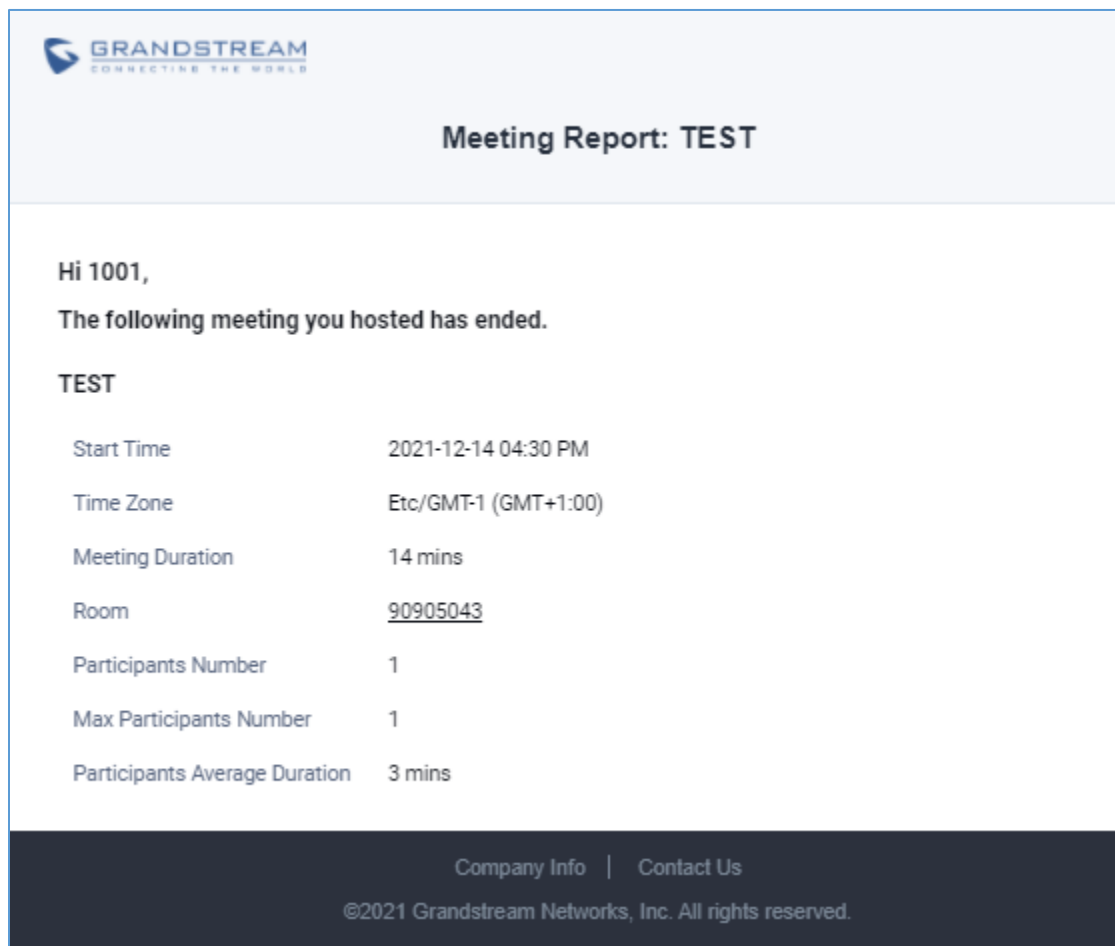 GRANDSTREAM
CONNECTING THE WORLD
Meeting Report: TEST
Hi 1001,
The following meeting you hosted has ended.
TEST
Start Time 2021-12-14 04:30 PM
Time Zone Etc/GMT-1 (GMT+1:00)
Meeting Duration 14 mins
Room 90905043
Participants Number 1
Max Participants Number 1
Participants Average Duration 3 mins
Company Info | Contact Us
©2021 Grandstream Networks, Inc. All rights reserved.